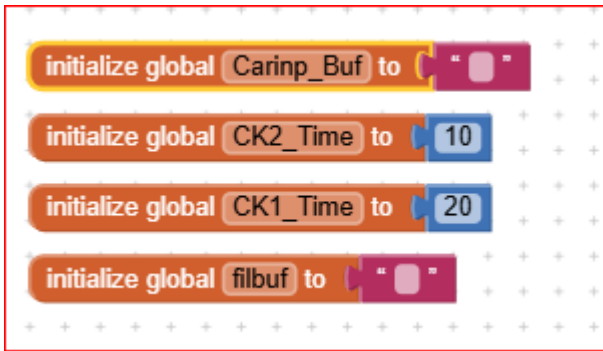 initialize global Carinp_Buf to " "
initialize global CK2_Time to 10
initialize global CK1_Time to 20
initialize global filbuf to " "